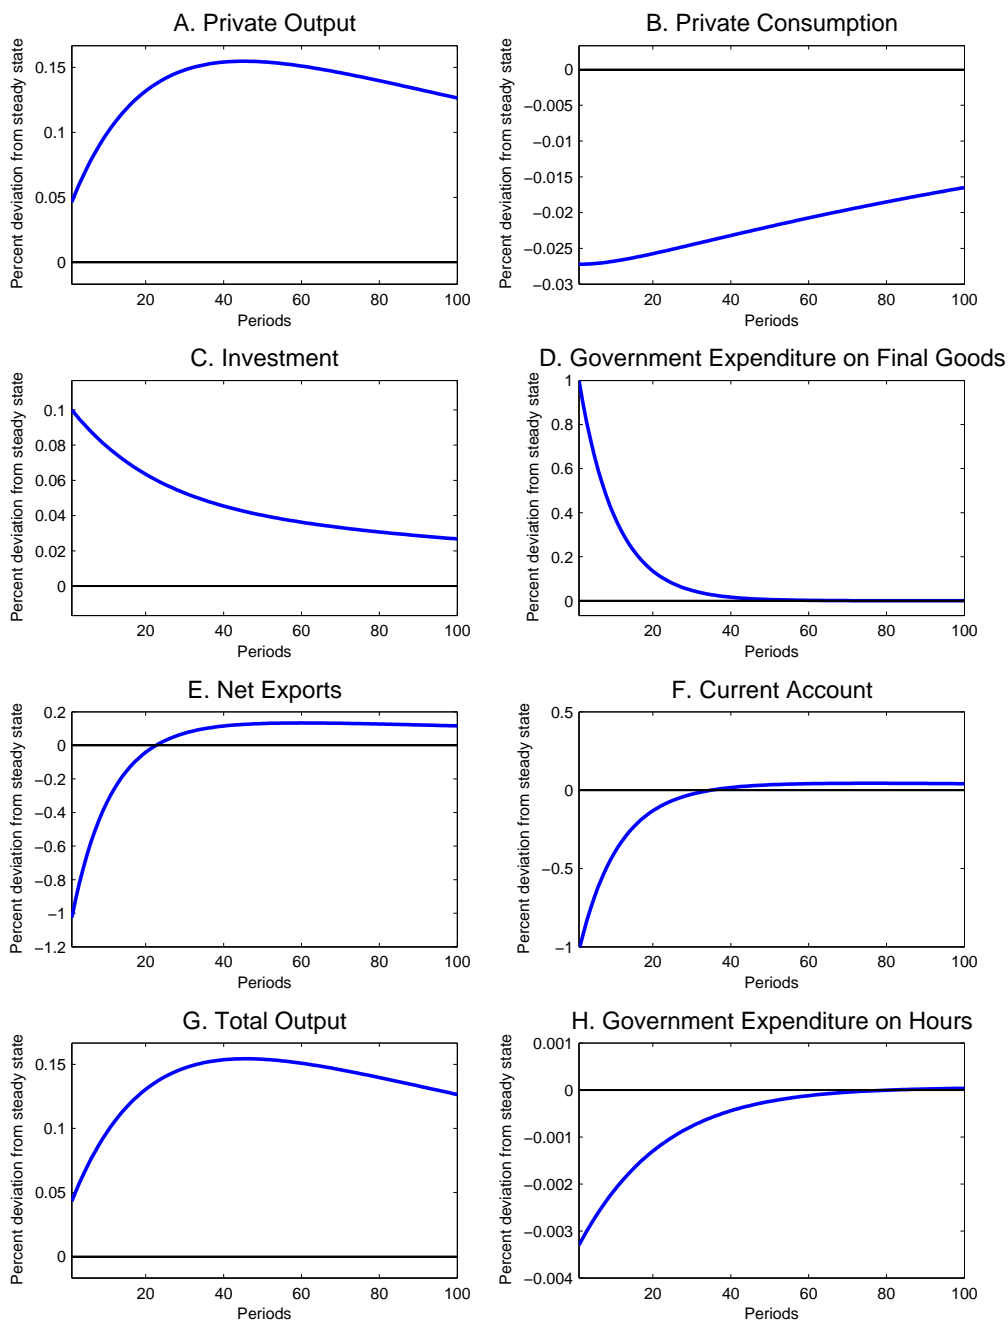 A. Private Output
Percent deviation from steady state
0.15
0.1
0.05
0
20 40 60 80 100
Periods
B. Private Consumption
Percent deviation from steady state
0
−0.005
−0.01
−0.015
−0.02
−0.025
−0.03
20 40 60 80 100
Periods
C. Investment
Percent deviation from steady state
0.1
0.08
0.06
0.04
0.02
0
20 40 60 80 100
Periods
D. Government Expenditure on Final Goods
Percent deviation from steady state
1
0.8
0.6
0.4
0.2
0
20 40 60 80 100
Periods
E. Net Exports
Percent deviation from steady state
0.2
0
−0.2
−0.4
−0.6
−0.8
−1
−1.2
20 40 60 80 100
Periods
F. Current Account
Percent deviation from steady state
0.5
0
−0.5
−1
20 40 60 80 100
Periods
G. Total Output
Percent deviation from steady state
0.15
0.1
0.05
0
20 40 60 80 100
Periods
H. Government Expenditure on Hours
Percent deviation from steady state
0.001
0
−0.001
−0.002
−0.003
−0.004
20 40 60 80 100
Periods